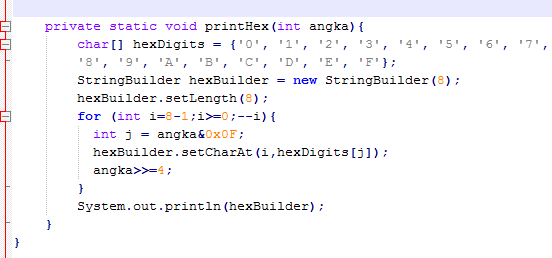 private static void printHex(int angka){
char[] hexDigits = {'0', '1', '2', '3', '4', '5', '6', '7',
'8', '9', 'A', 'B', 'C', 'D', 'E', 'F'};
StringBuilder hexBuilder = new StringBuilder(8);
hexBuilder.setLength(8);
for (int i=8-1;i>=0;--i){
int j = angka&0x0F;
hexBuilder.setCharAt(i,hexDigits[j]);
angka>>=4;
}
System.out.println(hexBuilder);
}
}